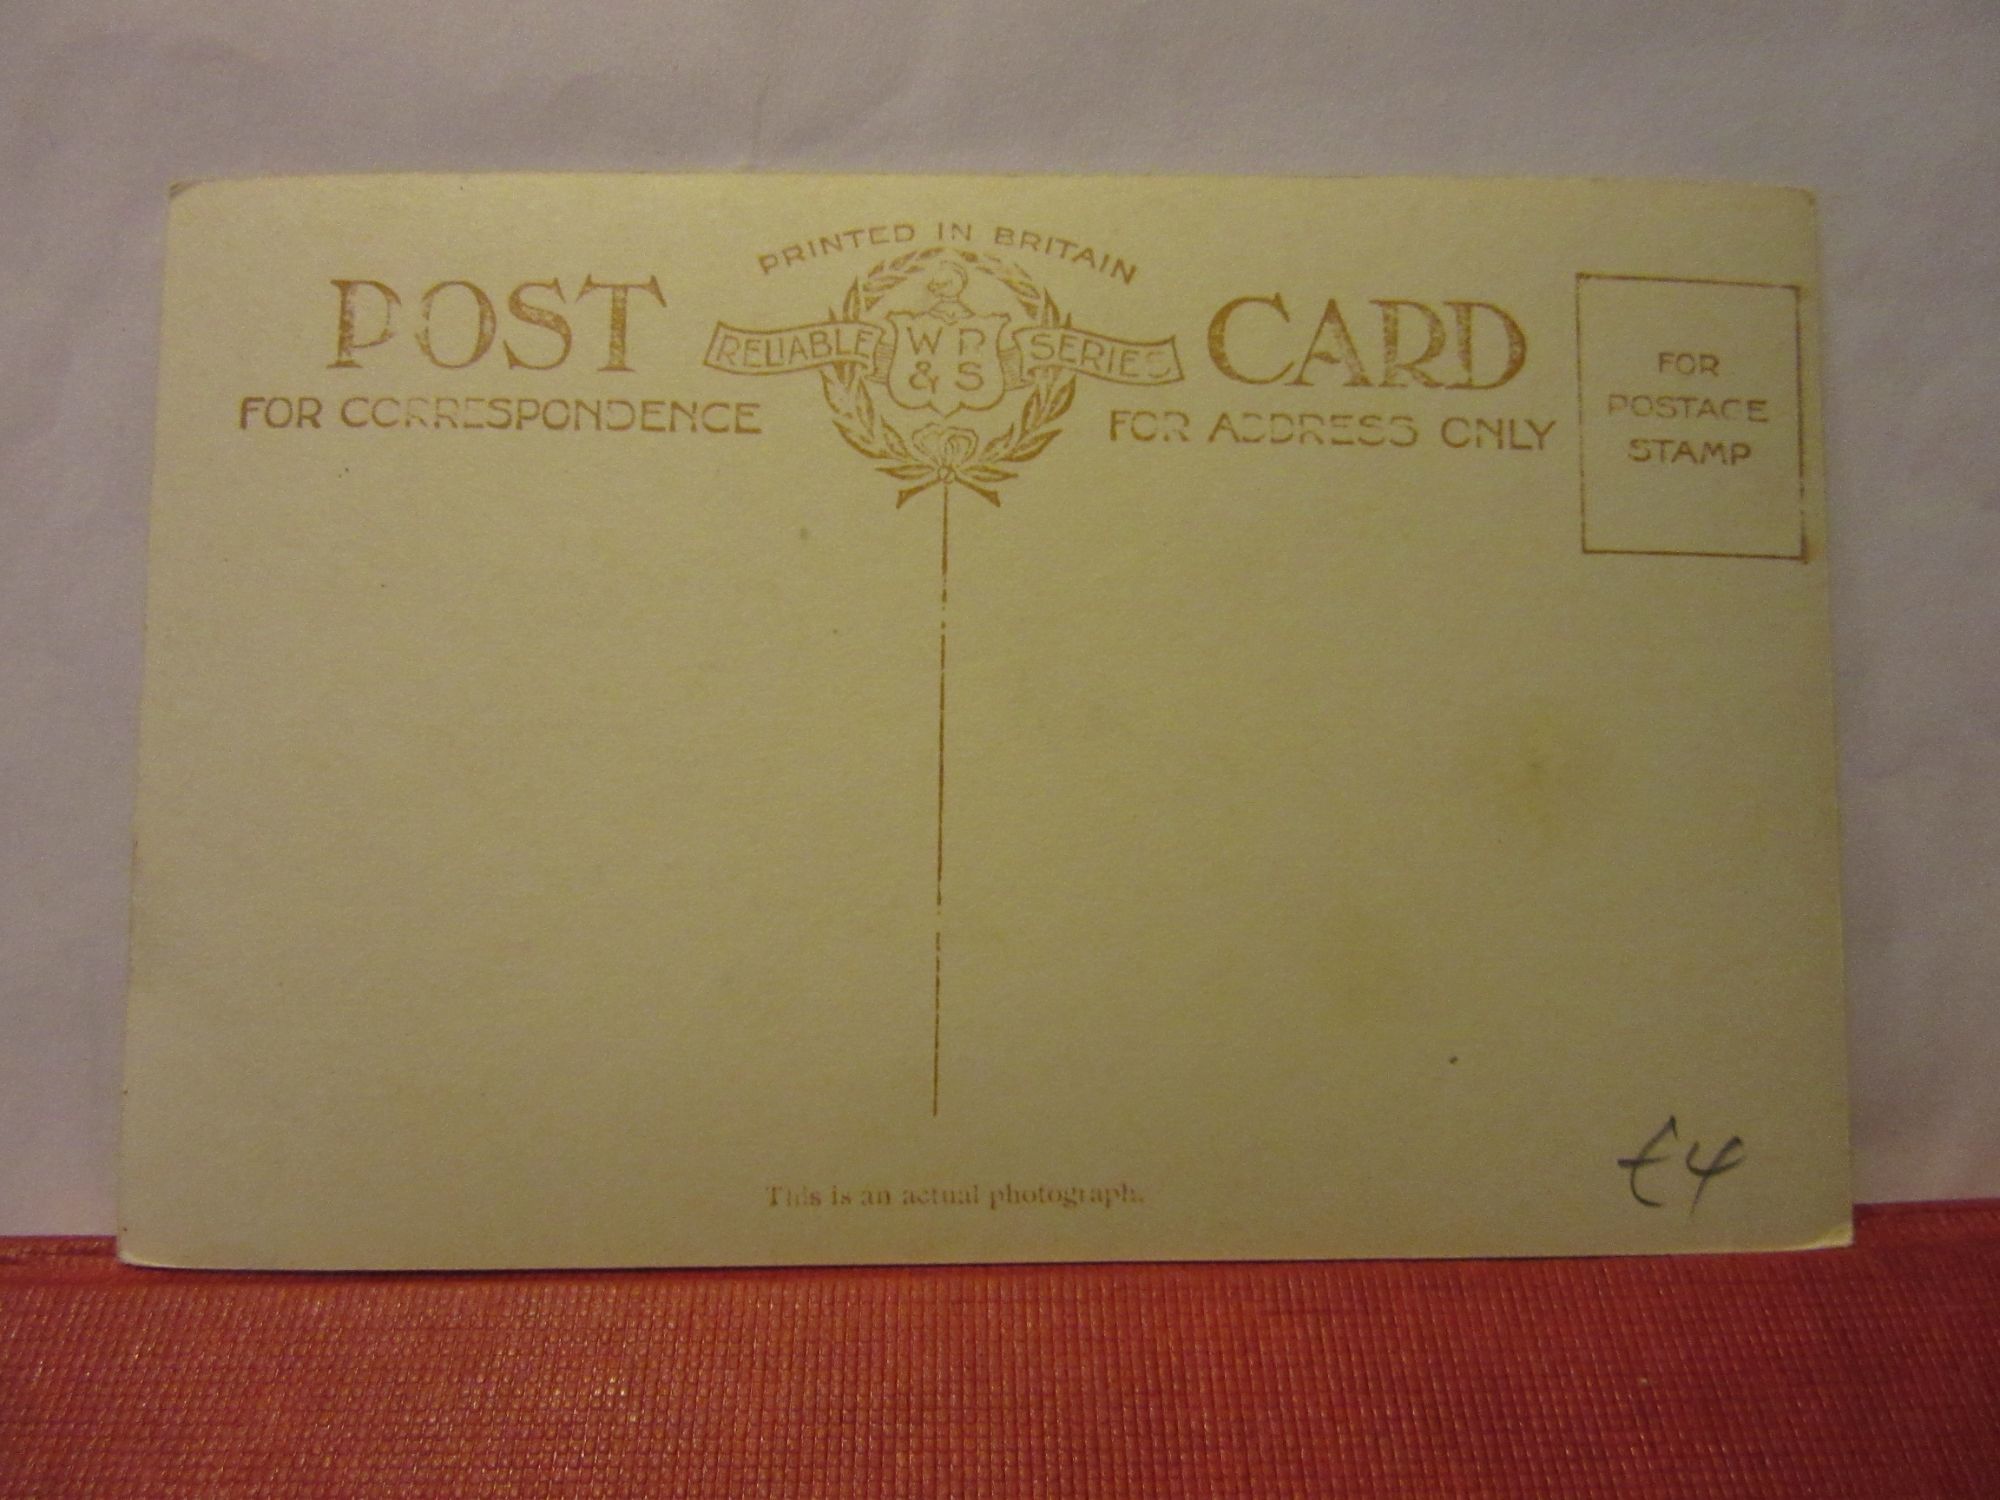 PRINTED IN BRITAIN
POST CARD
RELIABLE W R & S SERIES
FOR CORRESPONDENCE
FOR ADDRESS ONLY
FOR
POSTAGE
STAMP
This is an actual photograph.
£4